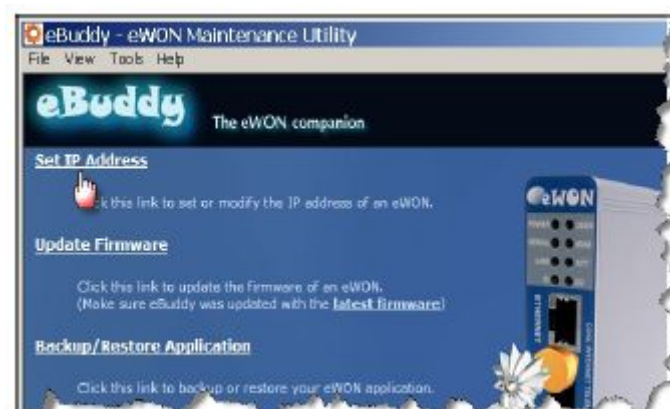 eBuddy - eWON Maintenance Utility
File View Tools Help
eBuddy The eWON companion
Set IP Address
k this link to set or modify the IP address of an eWON.
eWON
Update Firmware
Click this link to update the firmware of an eWON.
(Make sure eBuddy was updated with the latest firmware)
ETHERNET
Backup/Restore Application
Click this link to backup or restore your eWON application.